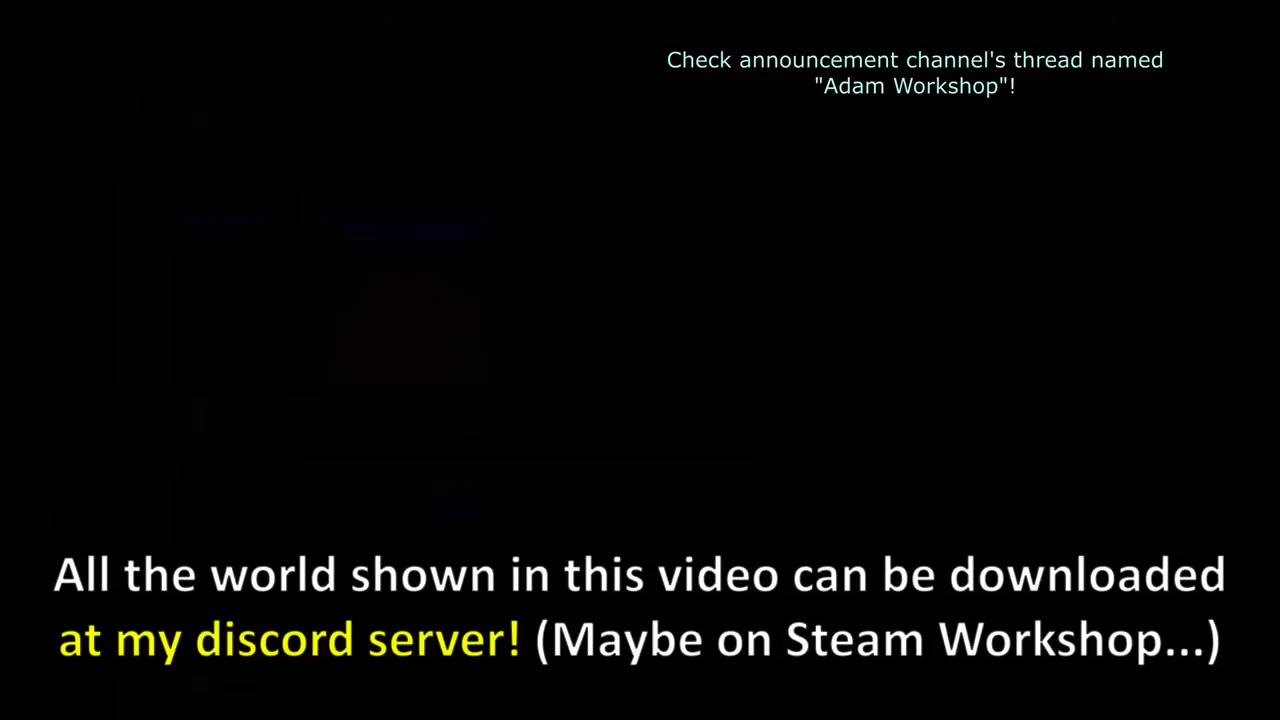 Check announcement channel's thread named
"Adam Workshop"!
All the world shown in this video can be downloaded
at my discord server! (Maybe on Steam Workshop...)